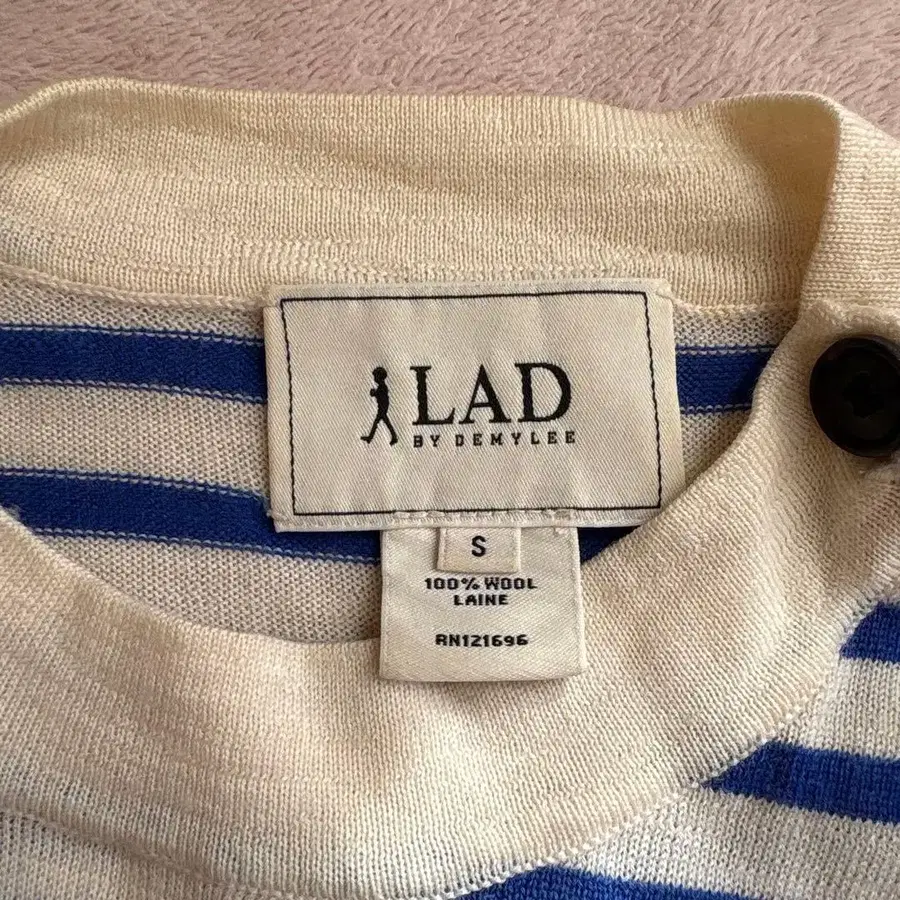 LAD
BY DEMYLEE
S
100% WOOL
LAINE
RN121696